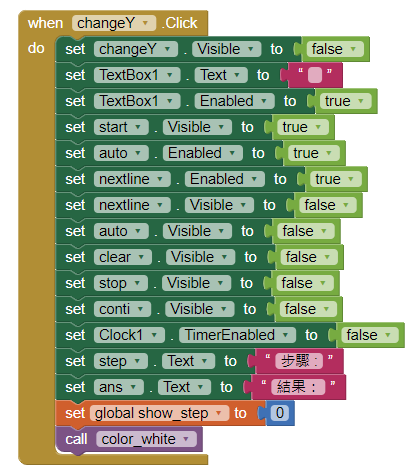 when changeY .Click
do set changeY . Visible to false
set TextBox1 . Text to “ ”
set TextBox1 . Enabled to true
set start . Visible to true
set auto . Enabled to true
set nextline . Enabled to true
set nextline . Visible to false
set auto . Visible to false
set clear . Visible to false
set stop . Visible to false
set conti . Visible to false
set Clock1 . TimerEnabled to false
set step . Text to “ 步驟： ”
set ans . Text to “ 結果： ”
set global show_step to 0
call color_white